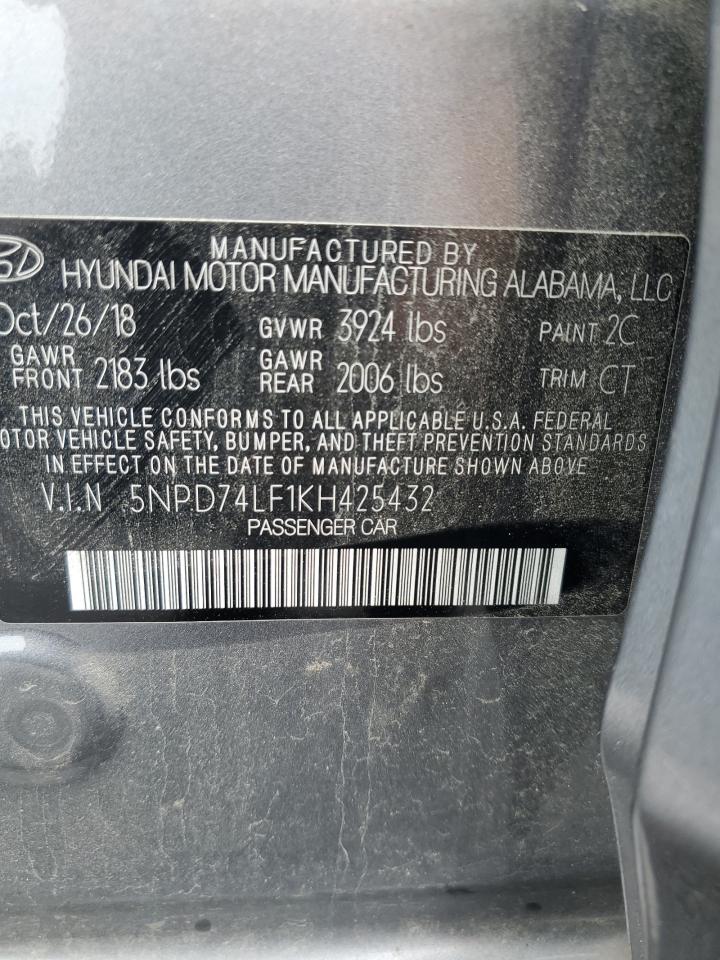 MANUFACTURED BY
HYUNDAI MOTOR MANUFACTURING ALABAMA, LLC
Oct/26/18 GVWR 3924 lbs PAINT 2C
GAWR FRONT 2183 lbs GAWR REAR 2006 lbs TRIM CT
THIS VEHICLE CONFORMS TO ALL APPLICABLE U.S.A. FEDERAL
MOTOR VEHICLE SAFETY, BUMPER, AND THEFT PREVENTION STANDARDS
IN EFFECT ON THE DATE OF MANUFACTURE SHOWN ABOVE
V.I.N 5NPD74LF1KH425432
PASSENGER CAR